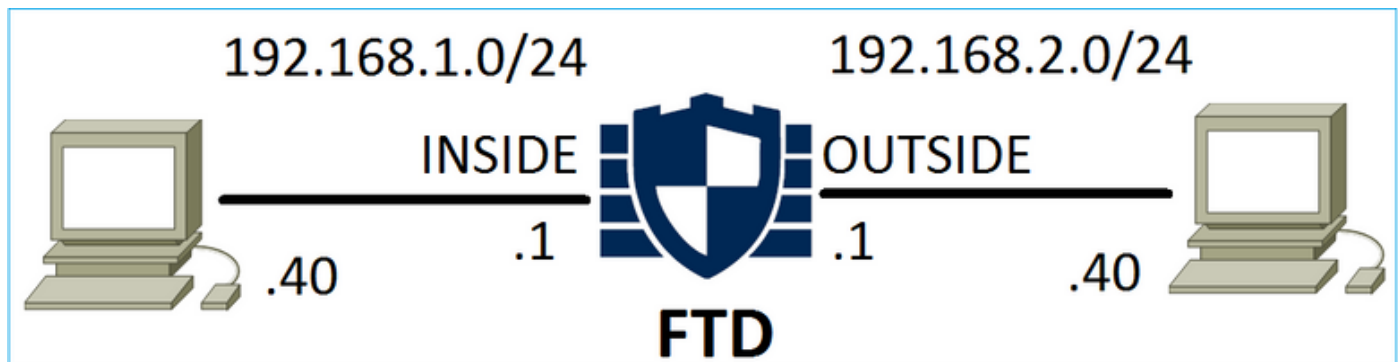 192.168.1.0/24
192.168.2.0/24
INSIDE
OUTSIDE
.40
.1
.1
.40
FTD